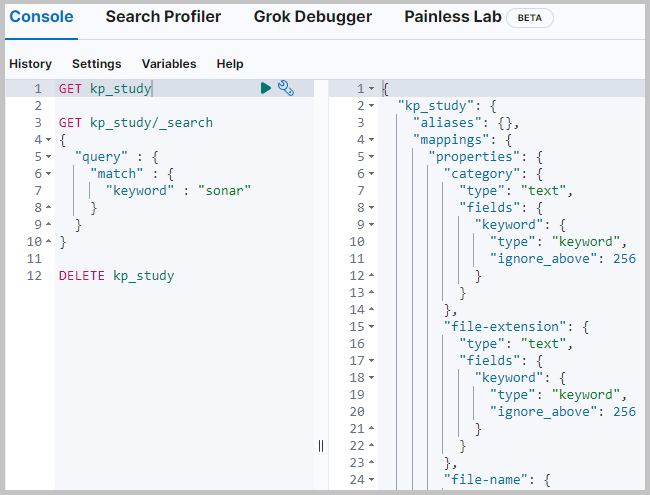 Console Search Profiler Grok Debugger Painless Lab BETA
History Settings Variables Help
1 GET kp_study
2
3 GET kp_study/_search
4 {
5 "query" : {
6 "match" : {
7 "keyword" : "sonar"
8 }
9 }
10 }
11
12 DELETE kp_study
1 {
2 "kp_study": {
3 "aliases": {},
4 "mappings": {
5 "properties": {
6 "category": {
7 "type": "text",
8 "fields": {
9 "keyword": {
10 "type": "keyword",
11 "ignore_above": 256
12 }
13 }
14 },
15 "file-extension": {
16 "type": "text",
17 "fields": {
18 "keyword": {
19 "type": "keyword",
20 "ignore_above": 256
21 }
22 }
23 },
24 "file-name": {